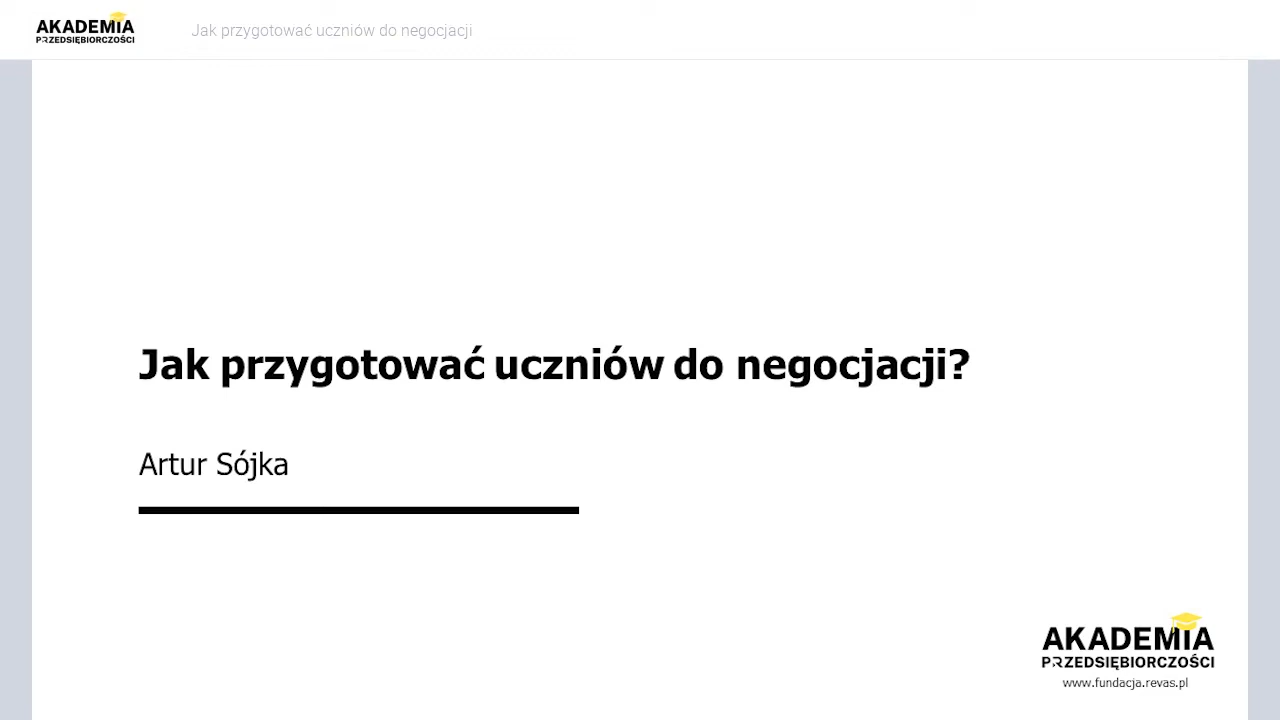 AKADEMIA
PRZEDSIĘBIORCZOŚCI
Jak przygotować uczniów do negocjacji
Jak przygotować uczniów do negocjacji?
Artur Sójka
AKADEMIA
PRZEDSIĘBIORCZOŚCI
www.fundacja.revas.pl